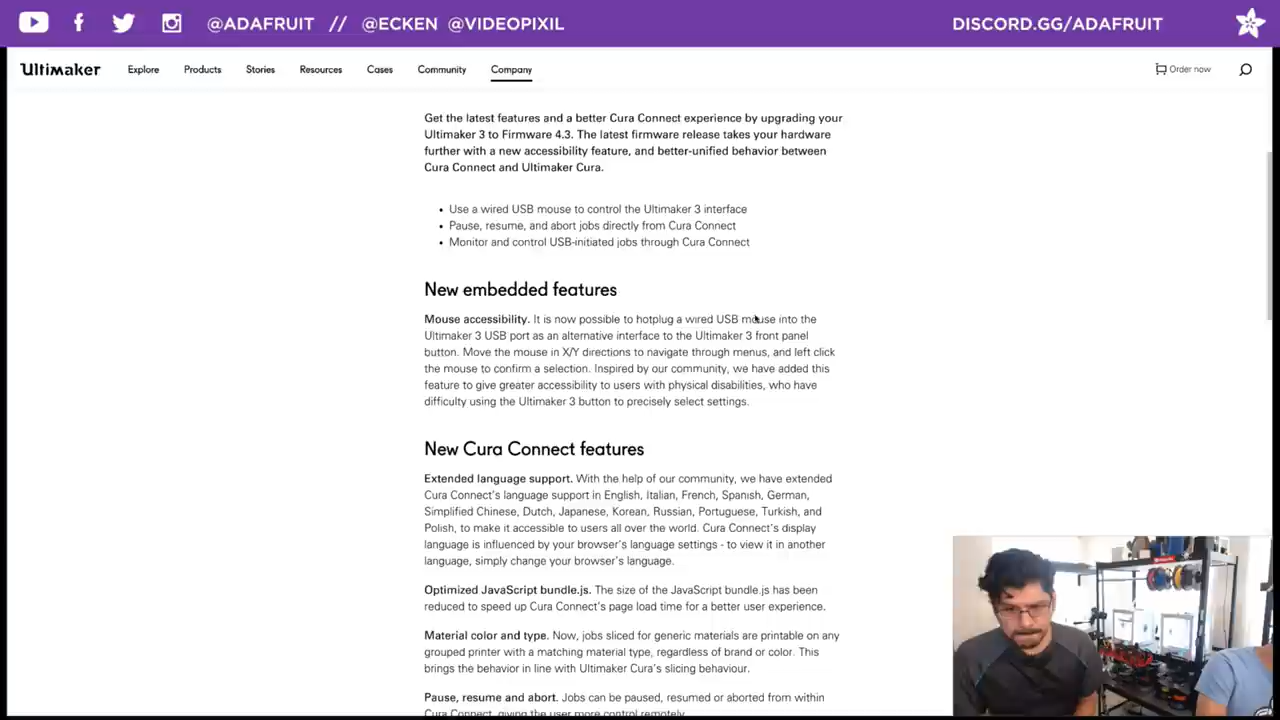 @ADAFRUIT // @ECKEN @VIDEOPIXIL DISCORD.GG/ADAFRUIT
Ultimaker Explore Products Stories Resources Cases Community Company Order now
Get the latest features and a better Cura Connect experience by upgrading your
Ultimaker 3 to Firmware 4.3. The latest firmware release takes your hardware
further with a new accessibility feature, and better-unified behavior between
Cura Connect and Ultimaker Cura.
• Use a wired USB mouse to control the Ultimaker 3 interface
• Pause, resume, and abort jobs directly from Cura Connect
• Monitor and control USB-initiated jobs through Cura Connect
New embedded features
Mouse accessibility. It is now possible to hotplug a wired USB mouse into the
Ultimaker 3 USB port as an alternative interface to the Ultimaker 3 front panel
button. Move the mouse in X/Y directions to navigate through menus, and left click
the mouse to confirm a selection. Inspired by our community, we have added this
feature to give greater accessibility to users with physical disabilities, who have
difficulty using the Ultimaker 3 button to precisely select settings.
New Cura Connect features
Extended language support. With the help of our community, we have extended
Cura Connect's language support in English, Italian, French, Spanish, German,
Simplified Chinese, Dutch, Japanese, Korean, Russian, Portuguese, Turkish, and
Polish, to make it accessible to users all over the world. Cura Connect's display
language is influenced by your browser's language settings - to view it in another
language, simply change your browser's language.
Optimized JavaScript bundle.js. The size of the JavaScript bundle.js has been
reduced to speed up Cura Connect's page load time for a better user experience.
Material color and type. Now, jobs sliced for generic materials are printable on any
grouped printer with a matching material type, regardless of brand or color. This
brings the behavior in line with Ultimaker Cura's slicing behaviour.
Pause, resume and abort. Jobs can be paused, resumed or aborted from within
Cura Connect, giving the user more control remotely.